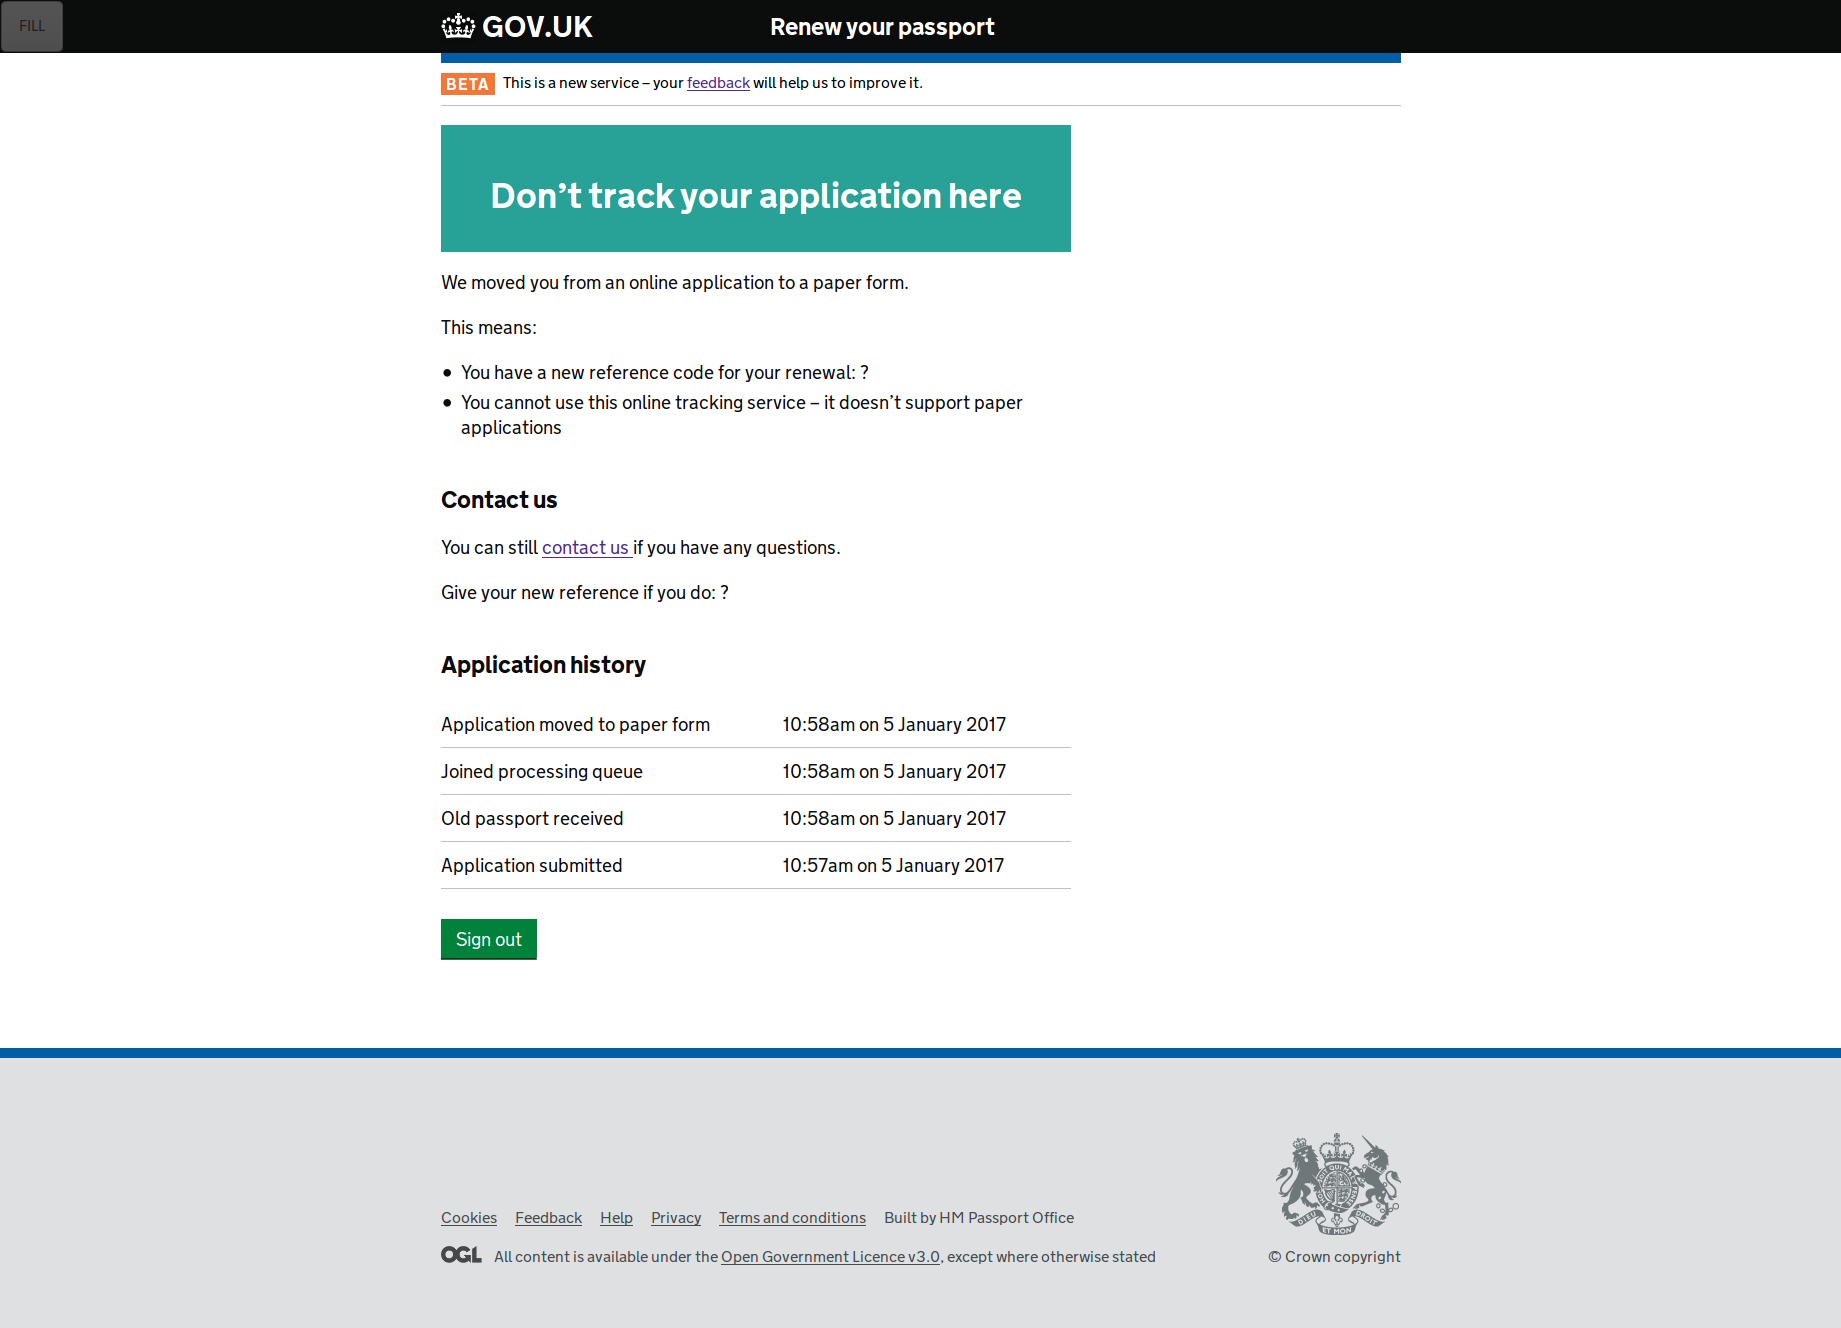 FILL
GOV.UK
Renew your passport
BETA This is a new service – your feedback will help us to improve it.
Don’t track your application here
We moved you from an online application to a paper form.
This means:
• You have a new reference code for your renewal: ?
• You cannot use this online tracking service – it doesn’t support paper
applications
Contact us
You can still contact us if you have any questions.
Give your new reference if you do: ?
Application history
Application moved to paper form 10:58am on 5 January 2017
Joined processing queue 10:58am on 5 January 2017
Old passport received 10:58am on 5 January 2017
Application submitted 10:57am on 5 January 2017
Sign out
Cookies Feedback Help Privacy Terms and conditions Built by HM Passport Office
OGL All content is available under the Open Government Licence v3.0, except where otherwise stated
© Crown copyright